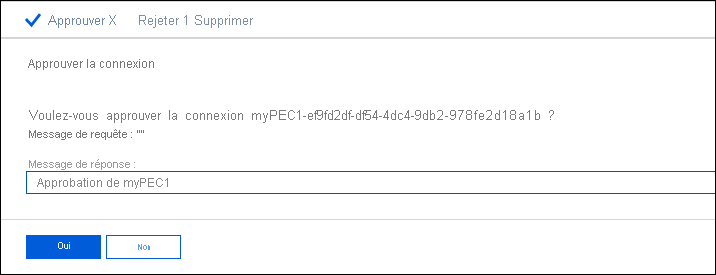 Approuver X Rejeter 1 Supprimer
Approuver la connexion
Voulez-vous approuver la connexion myPEC1-ef9fd2df-df54-4dc4-9db2-978fe2d18a1b ?
Message de requête : ""
Message de réponse :
Approbation de myPEC1
Oui
Non